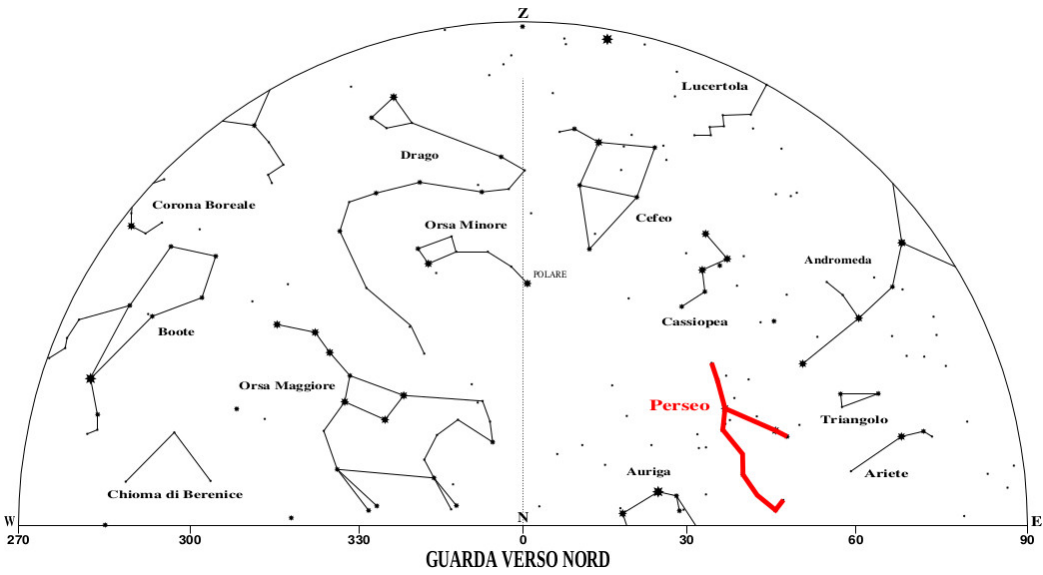 Z
Lucertola
Drago
Corona Boreale
Orsa Minore
Cefeo
Andromeda
POLARE
Cassiopea
Boote
Orsa Maggiore
Perseo
Triangolo
Auriga
Ariete
Chioma di Berenice
W N E
270 300 330 0 30 60 90
GUARDA VERSO NORD